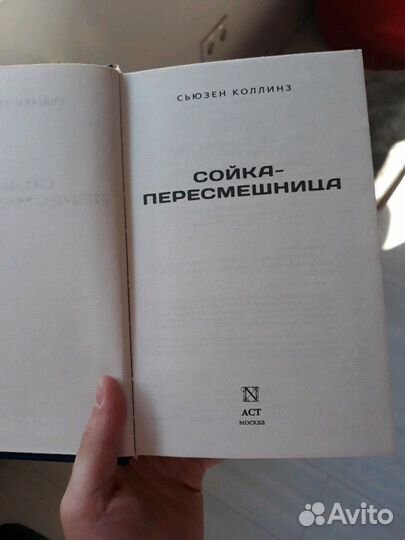 СЬЮЗЕН КОЛЛИНЗ
СОЙКА-
ПЕРЕСМЕШНИЦА
N
АСТ
МОСКВА
Avito